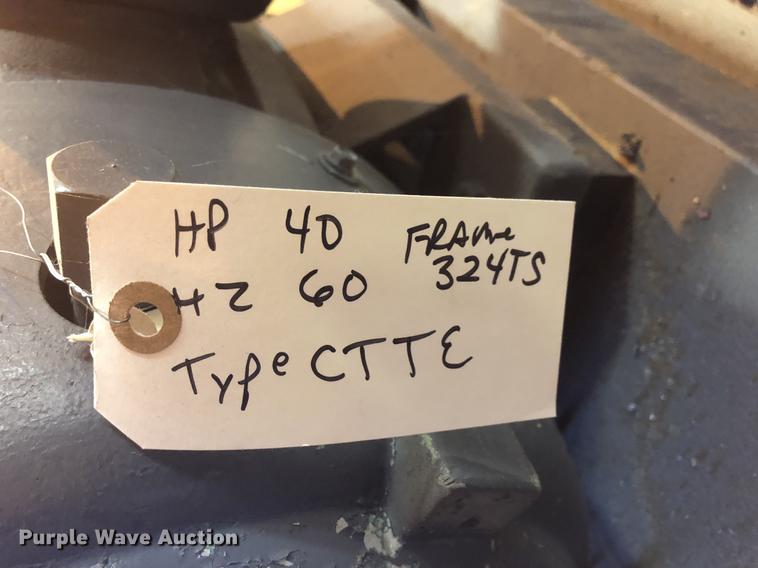 HP 40
HZ 60
FRAme
324TS
Type CTTE
Purple Wave Auction